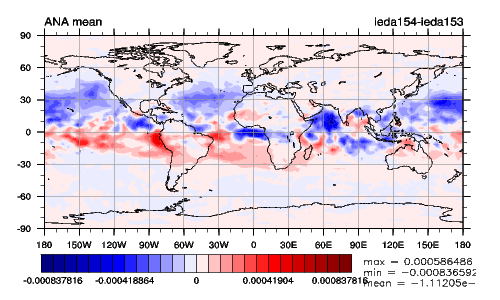 ANA mean ieda154-ieda153
90
60
30
0
-30
-60
-90
180 150W 120W 90W 60W 30W 0 30E 60E 90E 120E 150E 180
-0.000837816 -0.000418864 0 0.00041904 0.000837816
max = 0.000586486
min = -0.000836592
mean = -1.11205e-